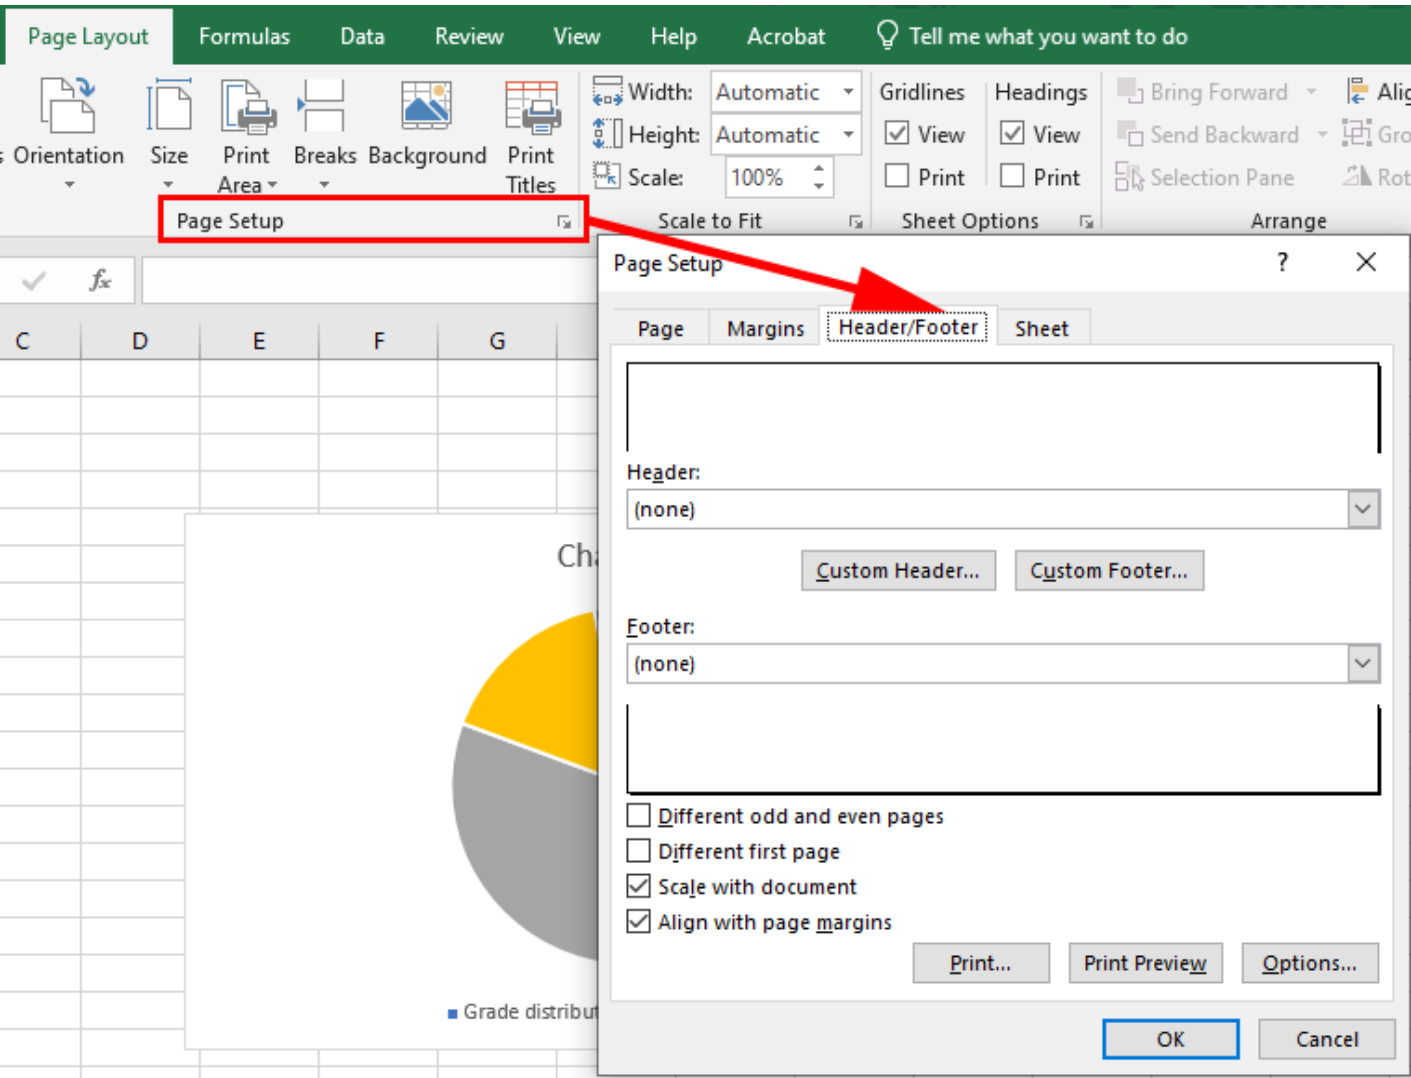 Page Layout Formulas Data Review View Help Acrobat Tell me what you want to do
Orientation Size Print Area Breaks Background Print Titles
Width: Automatic
Height: Automatic
Scale: 100%
Gridlines Headings
View View
Print Print
Bring Forward
Send Backward
Selection Pane
Page Setup Scale to Fit Sheet Options Arrange
fx
C D E F G
Page Setup ? X
Page Margins Header/Footer Sheet
Header:
(none)
Custom Header... Custom Footer...
Footer:
(none)
Different odd and even pages
Different first page
Scale with document
Align with page margins
Print... Print Preview Options...
OK Cancel
Grade distribut